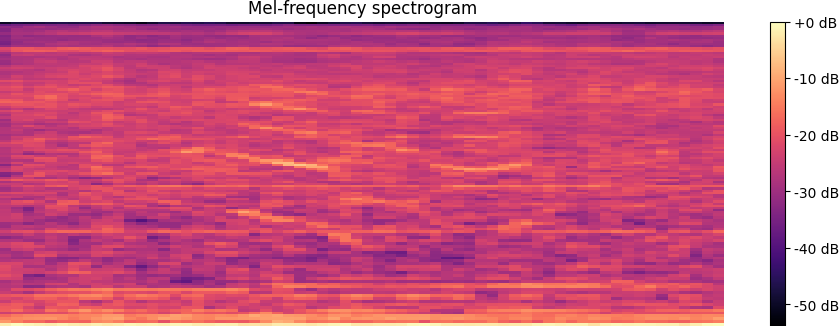 Mel-frequency spectrogram
+0 dB
-10 dB
-20 dB
-30 dB
-40 dB
-50 dB